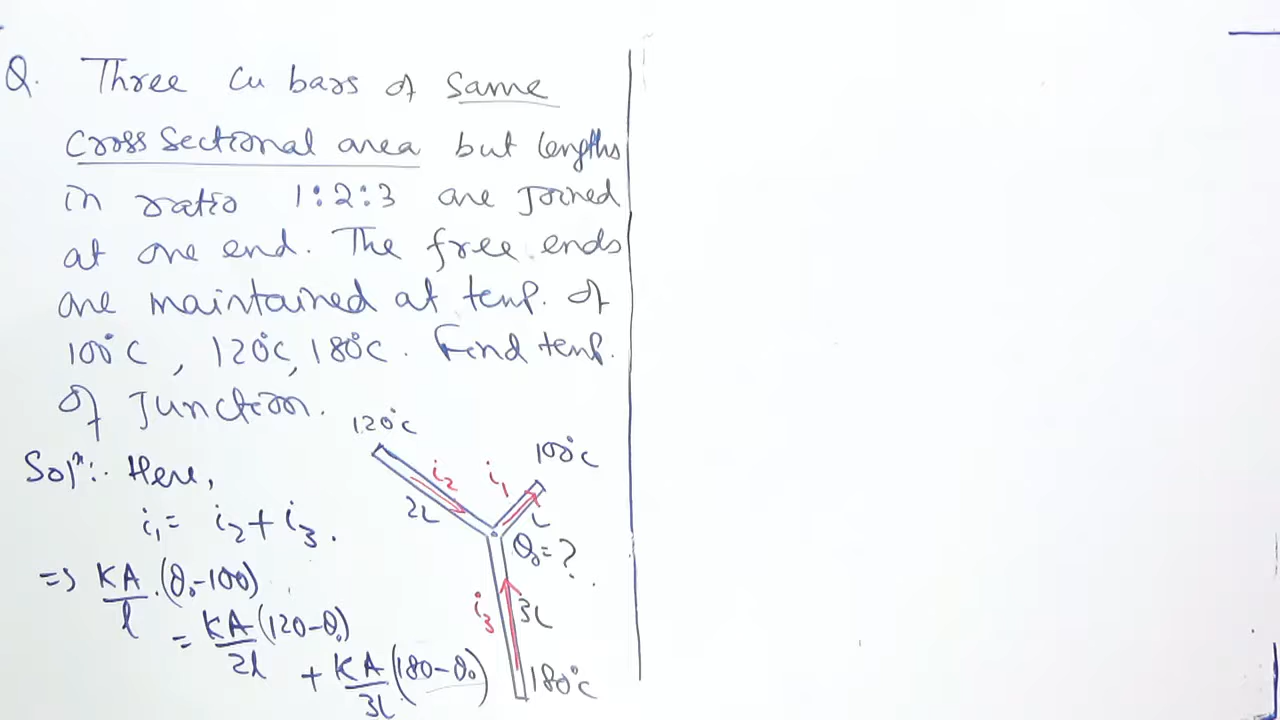 Q. Three Cu bars of Same
Cross Sectional area but lengths
in ratio 1:2:3 are Joined
at one end. The free ends
are maintained at temp. of
100°C, 120°C, 180°C. Find temp.
of Junction.
120°C
100°C
Solⁿ:- Here,
i₂
i₁
2L
L
i₁ = i₂ + i₃.
θ₀ = ?
=> KA/l . (θ₀-100)
= KA/2l (120-θ₀)
i₃
3L
+ KA/3L (180-θ₀)
180°C